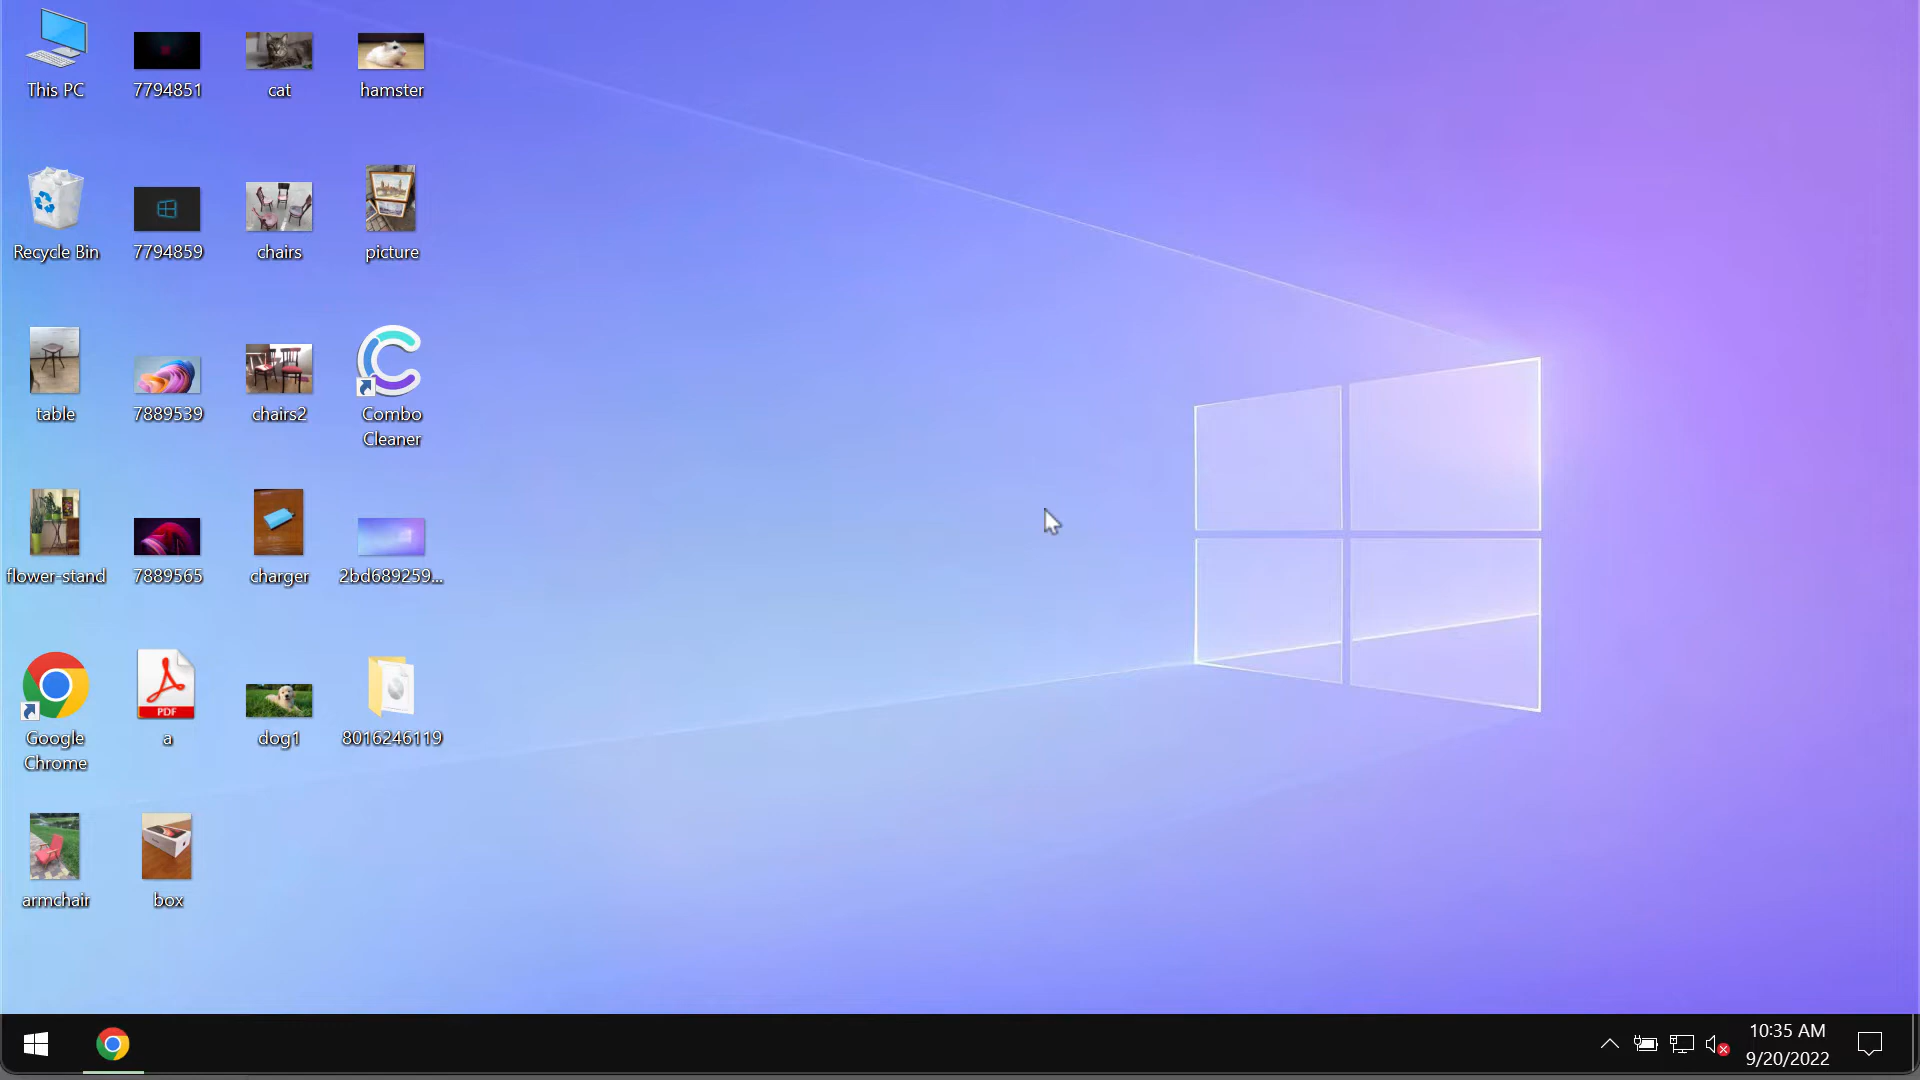 This PC
7794851
cat
hamster
Recycle Bin
7794859
chairs
picture
table
7889539
chairs2
Combo
Cleaner
flower-stand
7889565
charger
2bd689259...
Google
Chrome
PDF
a
dog1
8016246119
armchair
box
10:35 AM
9/20/2022